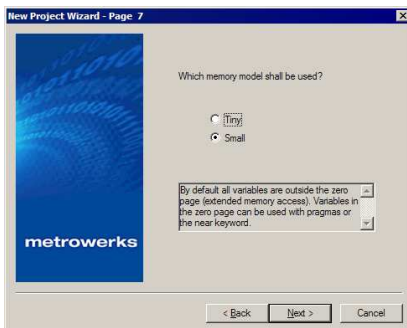 New Project Wizard - Page 7
Which memory model shall be used?
Tiny
Small
By default all variables are outside the zero
page (extended memory access). Variables in
the zero page can be used with pragmas or
the near keyword.
metrowerks
< Back
Next >
Cancel